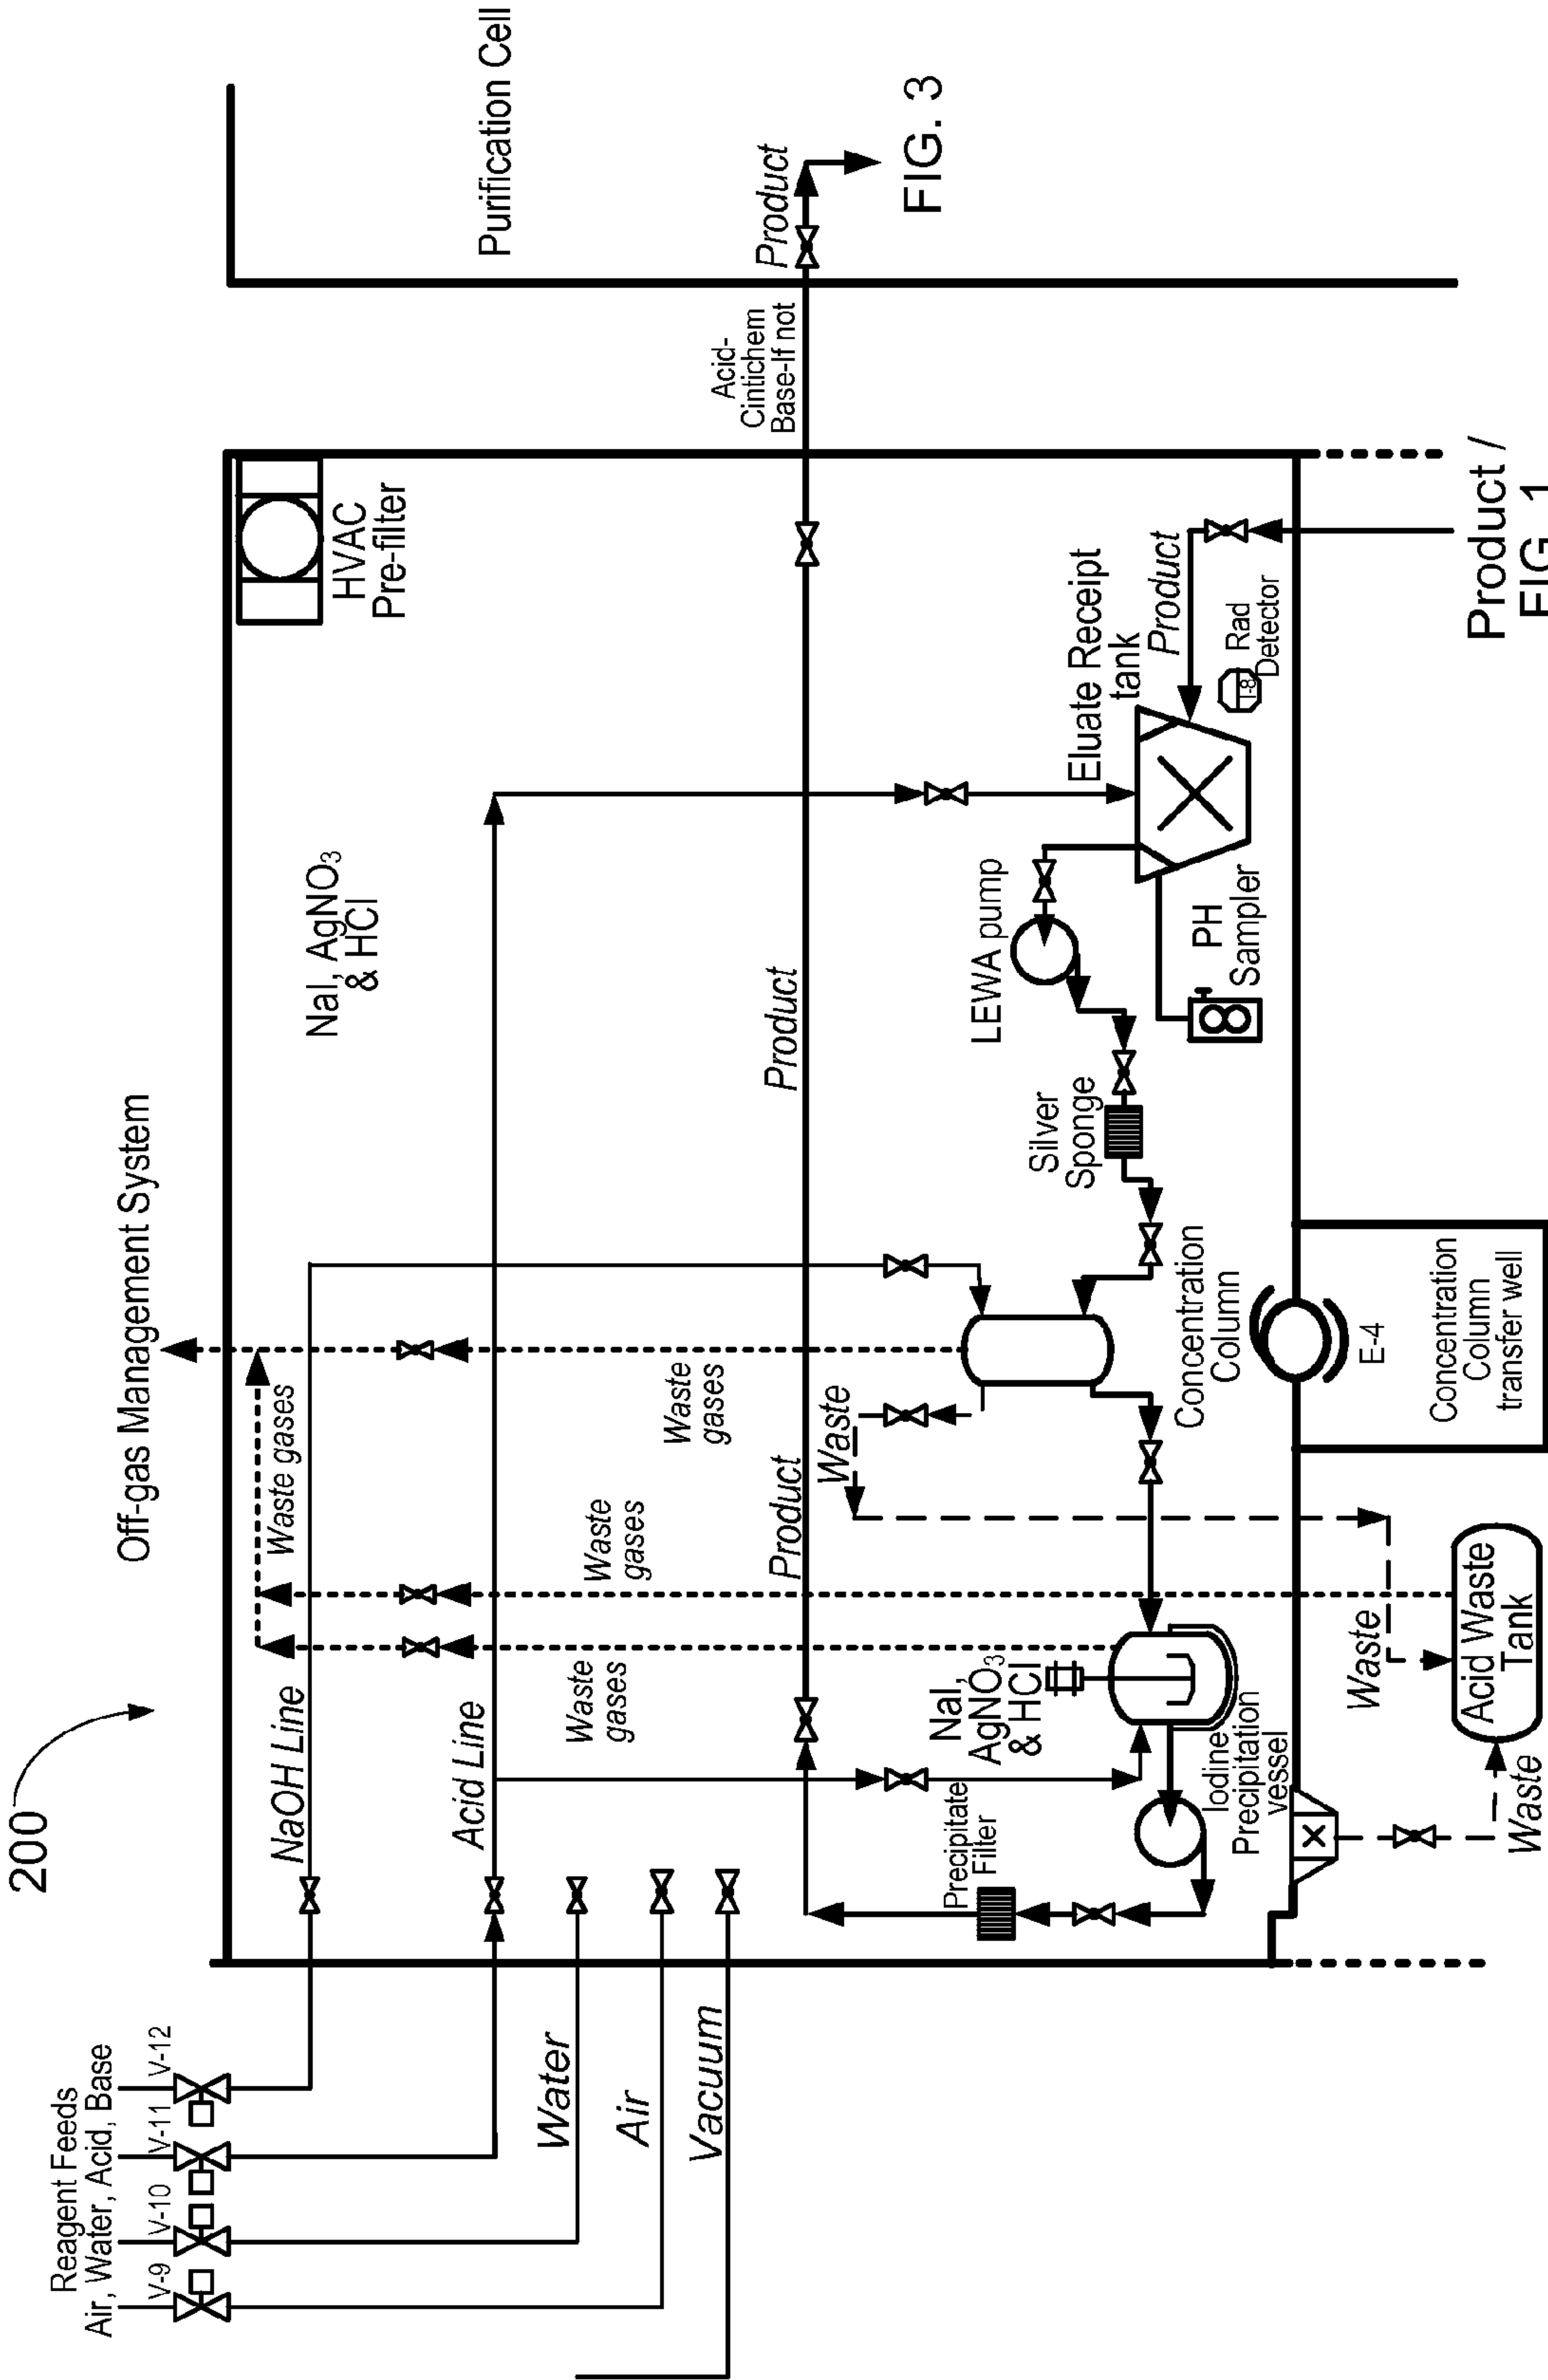 200
Off-gas Management System
Reagent Feeds
Air, Water, Acid, Base
V-9
V-10
V-11
V-12
NaOH Line
Waste gases
HVAC
Pre-filter
Purification Cell
Acid Line
NaI, AgNO3
& HCl
Water
Air
Vacuum
Waste
gases
Waste
gases
Waste
gases
Product
Product
Acid-
Cintichem
Base-If not
Product
FIG. 3
Waste
Precipitate
Filter
NaI,
AgNO3
& HCl
Iodine
Precipitation
vessel
Concentration
Column
Silver
Sponge
LEWA pump
PH
Sampler
Eluate Receipt
tank
Product
I-8
Rad
Detector
E-4
Concentration
Column
transfer well
Waste
Acid Waste
Tank
Waste
Product /
FIG. 1